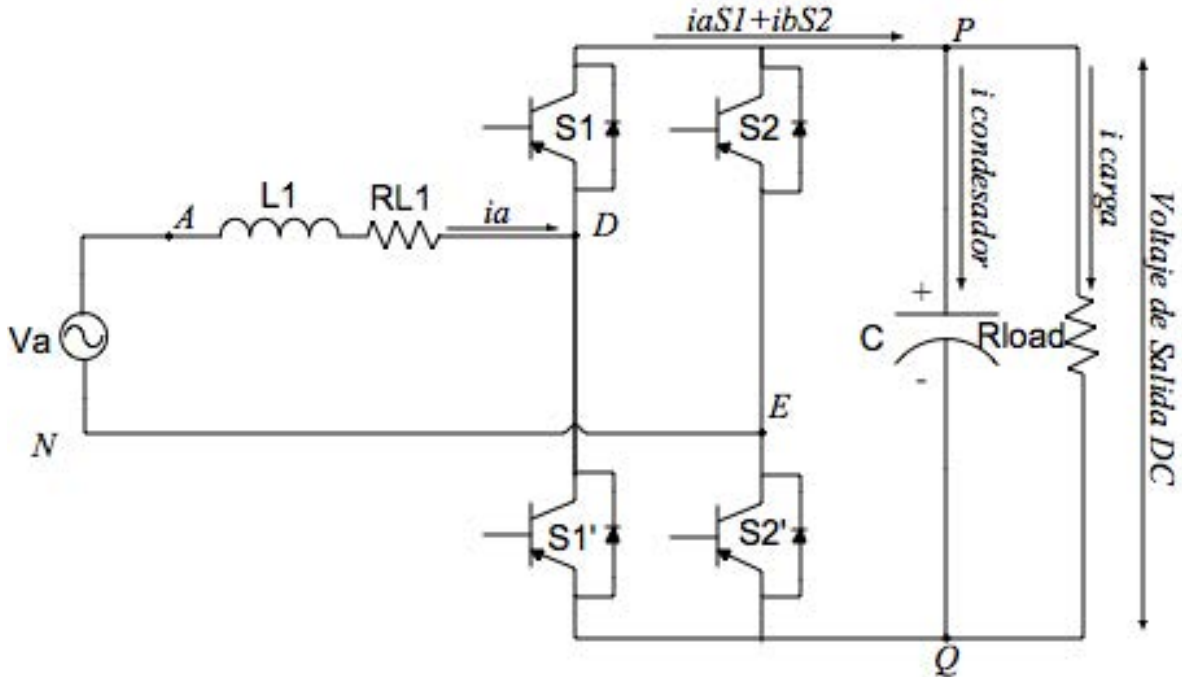 iaS1+ibS2
P
S1
S2
i condesador
i carga
L1
RL1
A
ia
D
Voltaje de Salida DC
Va
+
C
Rload
-
E
N
S1'
S2'
Q